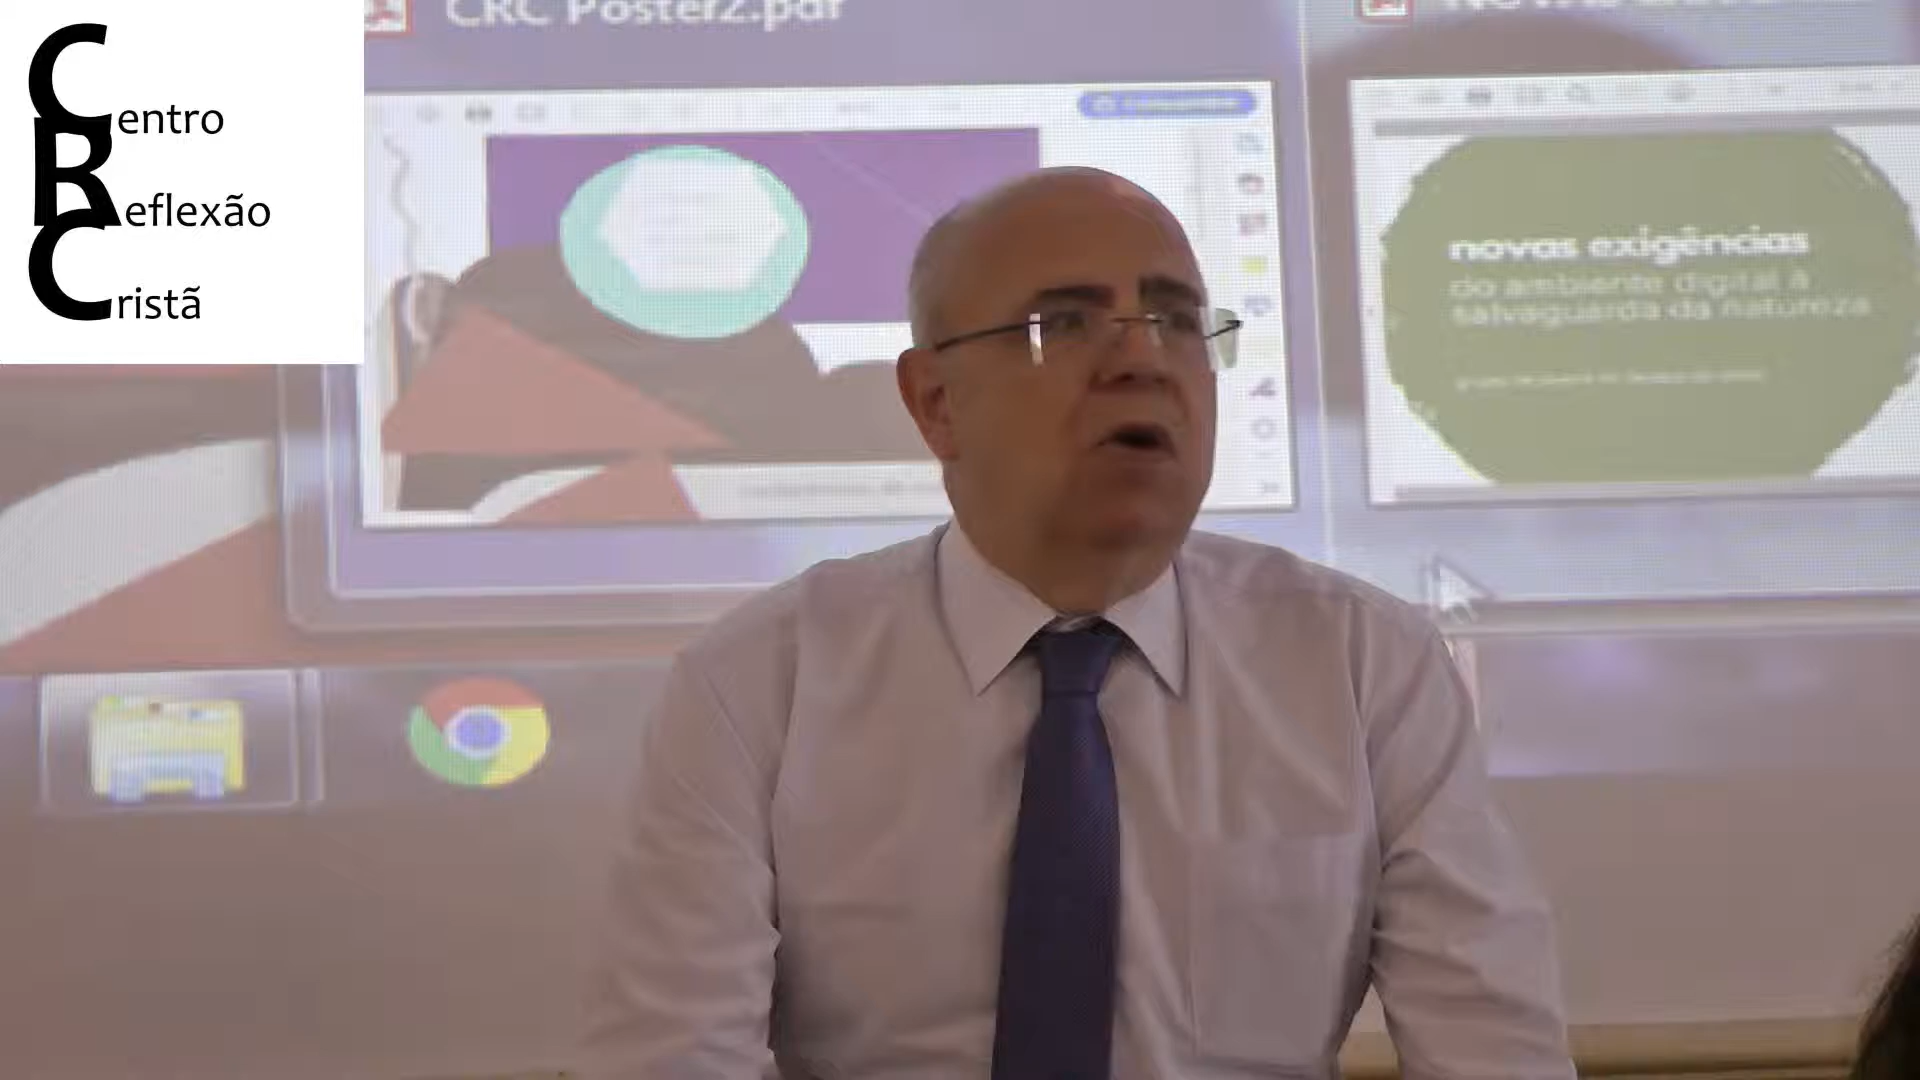 Centro
Reflexão
Cristã
CRC Poster2.pdf
novas exigências
do ambiente digital à
salvaguarda da natureza